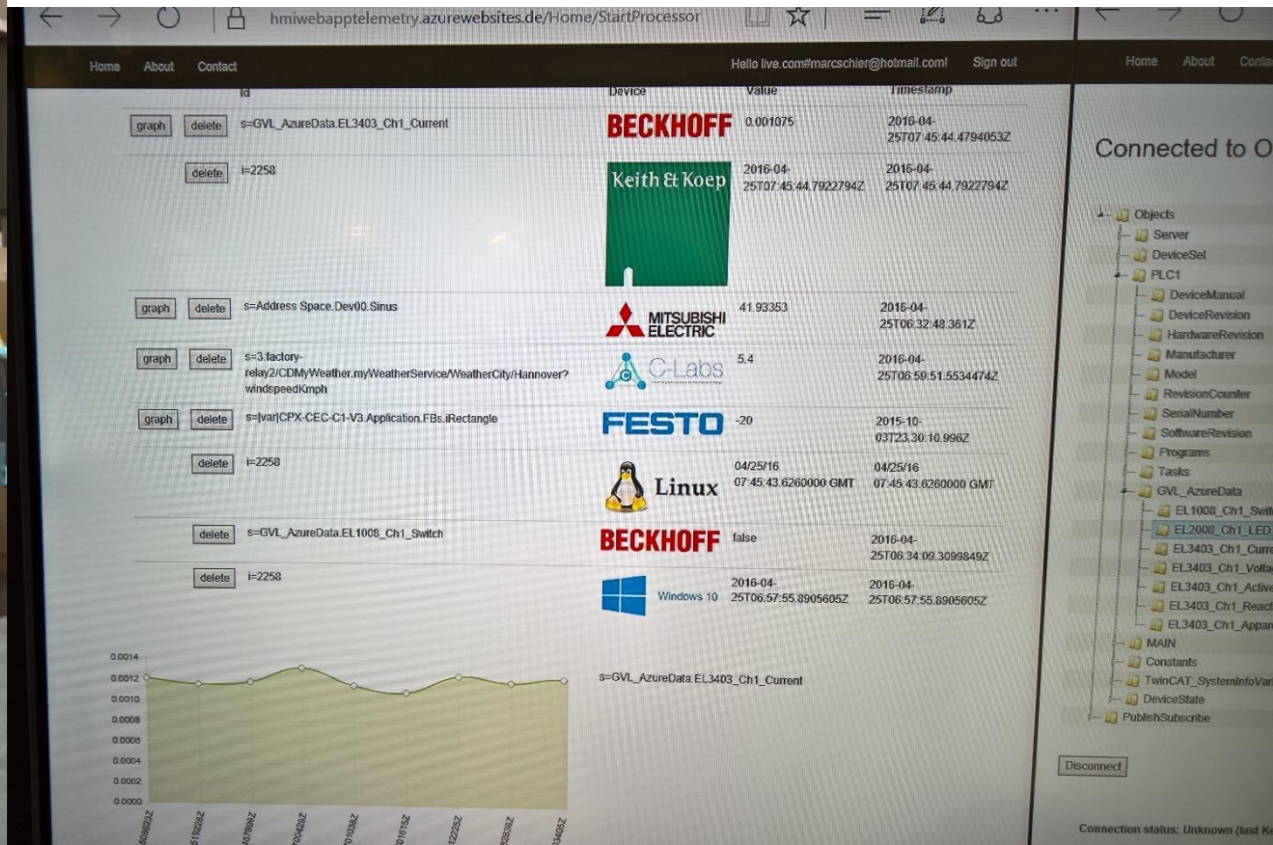 hmiwebapptelemetry.azurewebsites.de/Home/StartProcessor
Home About Contact Hello live.com#marcschier@hotmail.com! Sign out
Id Device Value Timestamp
graph delete s=GVL_AzureData.EL3403_Ch1_Current BECKHOFF 0.001075 2016-04-
25T07:45:44.4794053Z
delete i=2258 Keith & Koep 2016-04- 2016-04-
25T07:45:44.7922794Z 25T07:45:44.7922794Z
graph delete s=Address Space.Dev00.Sinus MITSUBISHI 41.93353 2016-04-
ELECTRIC 25T06:32:48.361Z
graph delete s=3:factory- C-Labs 5.4 2016-04-
relay2/CDMyWeather.myWeatherService/WeatherCity/Hannover? 25T06:59:51.5534474Z
windspeedKmph
graph delete s=|var|CPX-CEC-C1-V3.Application.FBs.iRectangle FESTO -20 2015-10-
03T23:30:10.996Z
delete i=2258 Linux 04/25/16 04/25/16
07:45:43.6260000 GMT 07:45:43.6260000 GMT
delete s=GVL_AzureData.EL1008_Ch1_Switch BECKHOFF false 2016-04-
25T06:34:09.3099849Z
delete i=2258 Windows 10 2016-04- 2016-04-
25T06:57:55.8905605Z 25T06:57:55.8905605Z
s=GVL_AzureData.EL3403_Ch1_Current
0.0014
0.0012
0.0010
0.0008
0.0006
0.0004
0.0002
0.0000
Home About Contac
Connected to O
Objects
Server
DeviceSet
PLC1
DeviceManual
DeviceRevision
HardwareRevision
Manufacturer
Model
RevisionCounter
SerialNumber
SoftwareRevision
Programs
Tasks
GVL_AzureData
EL1008_Ch1_Swit
EL2008_Ch1_LED
EL3403_Ch1_Curre
EL3403_Ch1_Volta
EL3403_Ch1_Active
EL3403_Ch1_React
EL3403_Ch1_Appar
MAIN
Constants
TwinCAT_SystemInfoVar
DeviceState
PublishSubscribe
Disconnect
Connection status: Unknown (last Ke